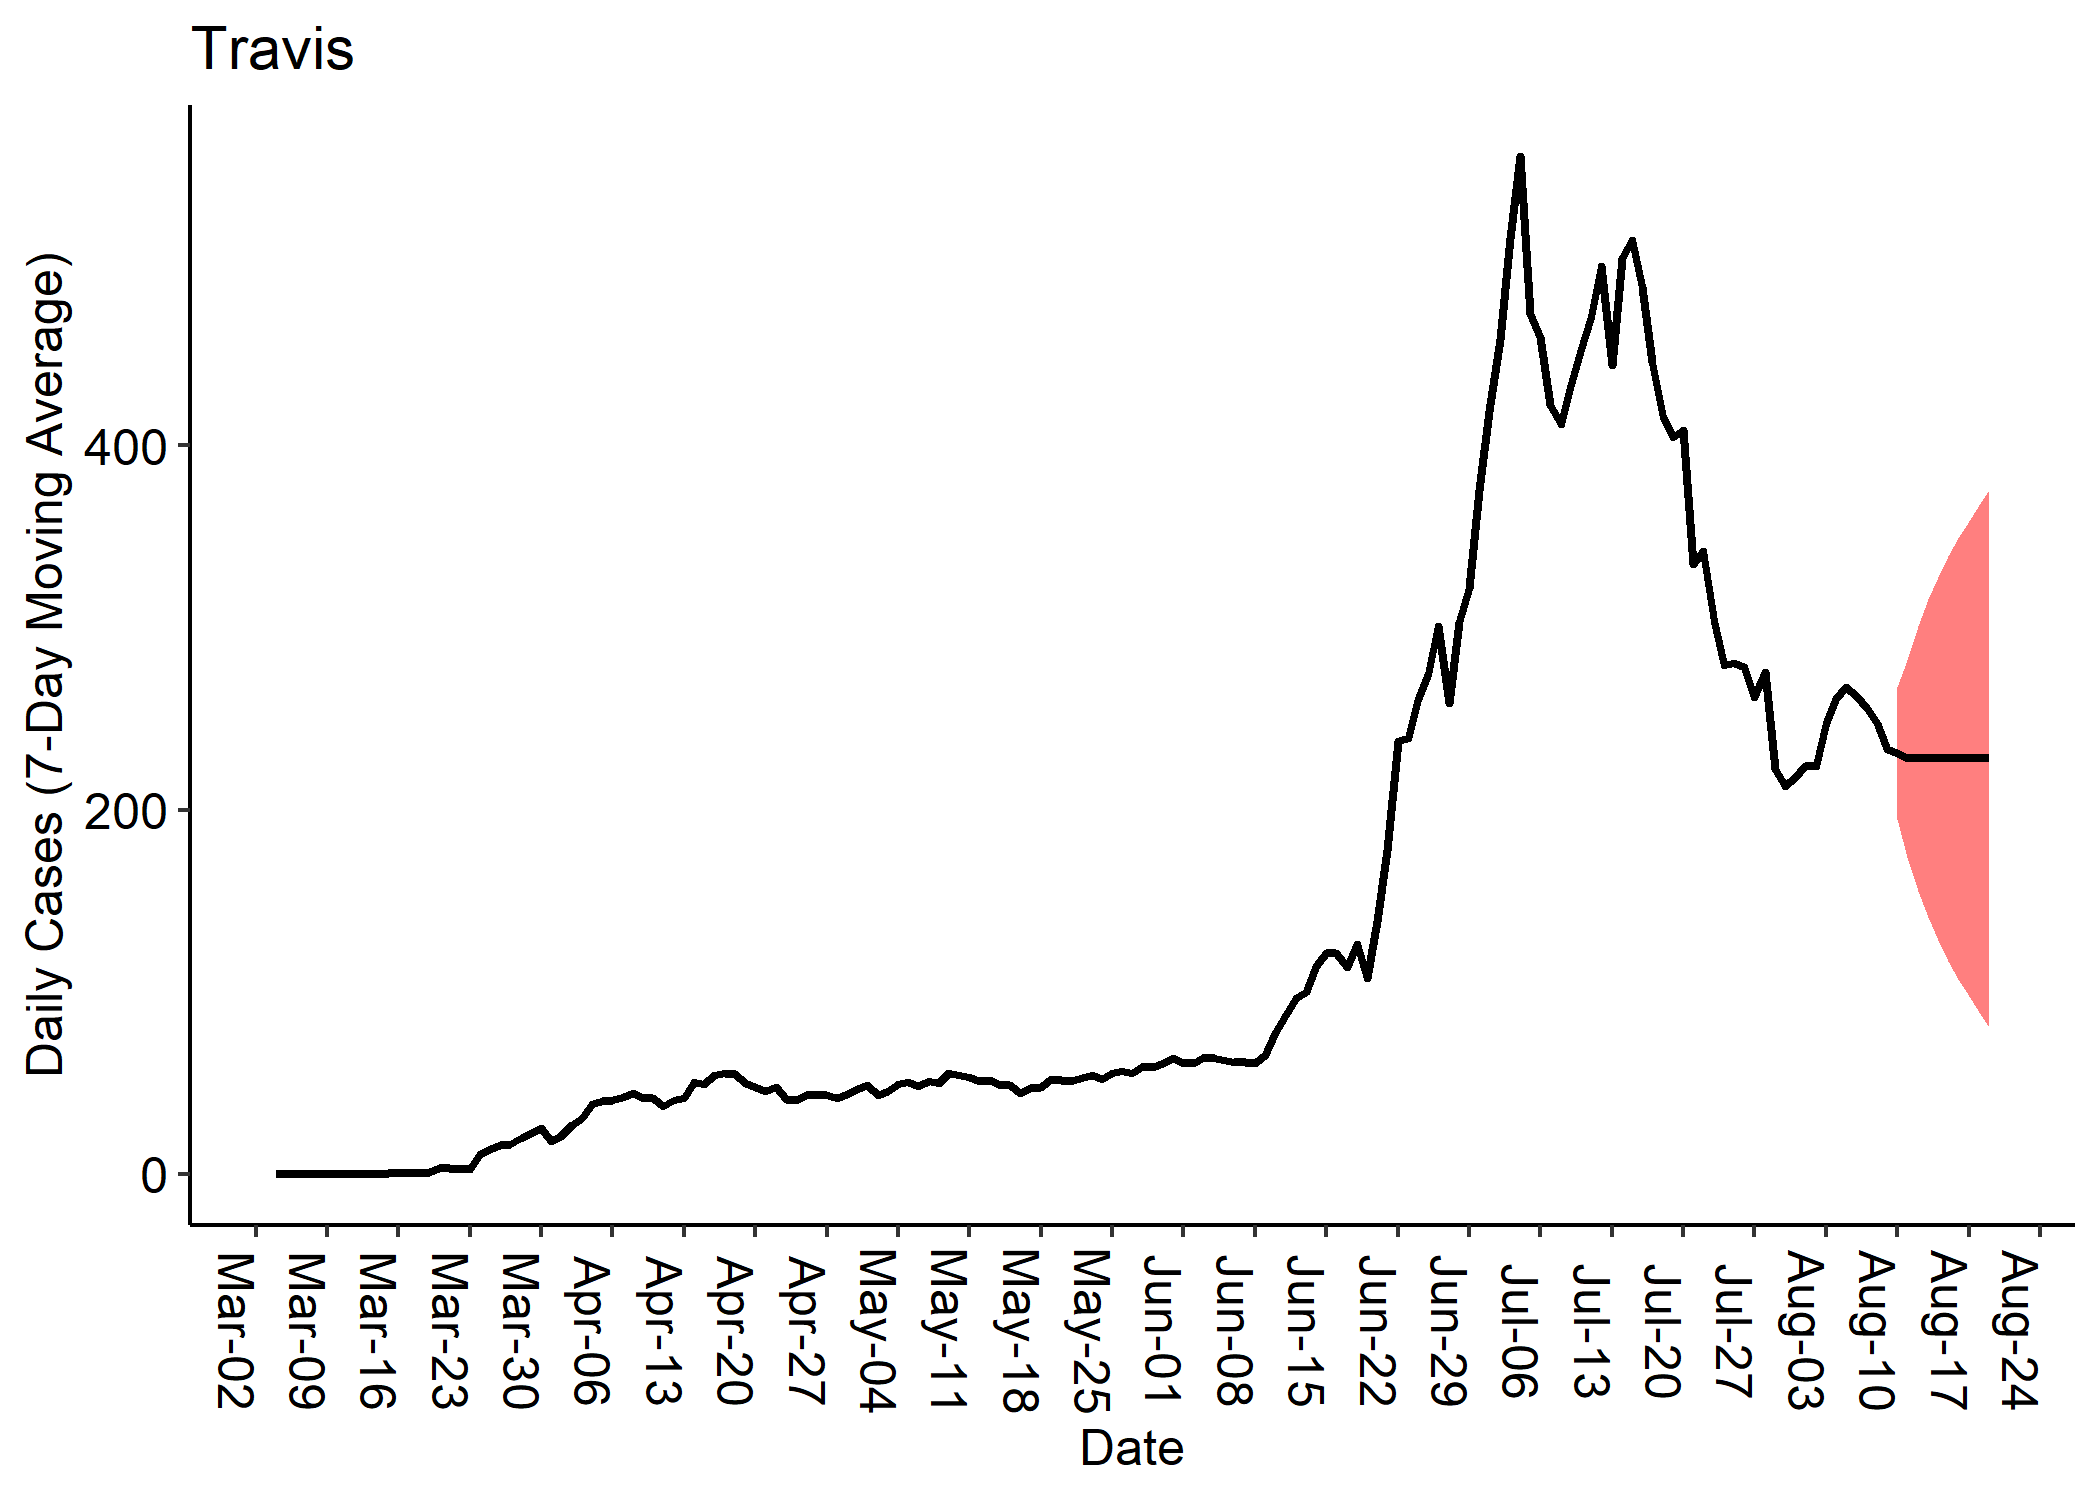 Travis
Daily Cases (7-Day Moving Average)
400
200
0
Mar-02
Mar-09
Mar-16
Mar-23
Mar-30
Apr-06
Apr-13
Apr-20
Apr-27
May-04
May-11
May-18
May-25
Jun-01
Jun-08
Jun-15
Jun-22
Jun-29
Jul-06
Jul-13
Jul-20
Jul-27
Aug-03
Aug-10
Aug-17
Aug-24
Date